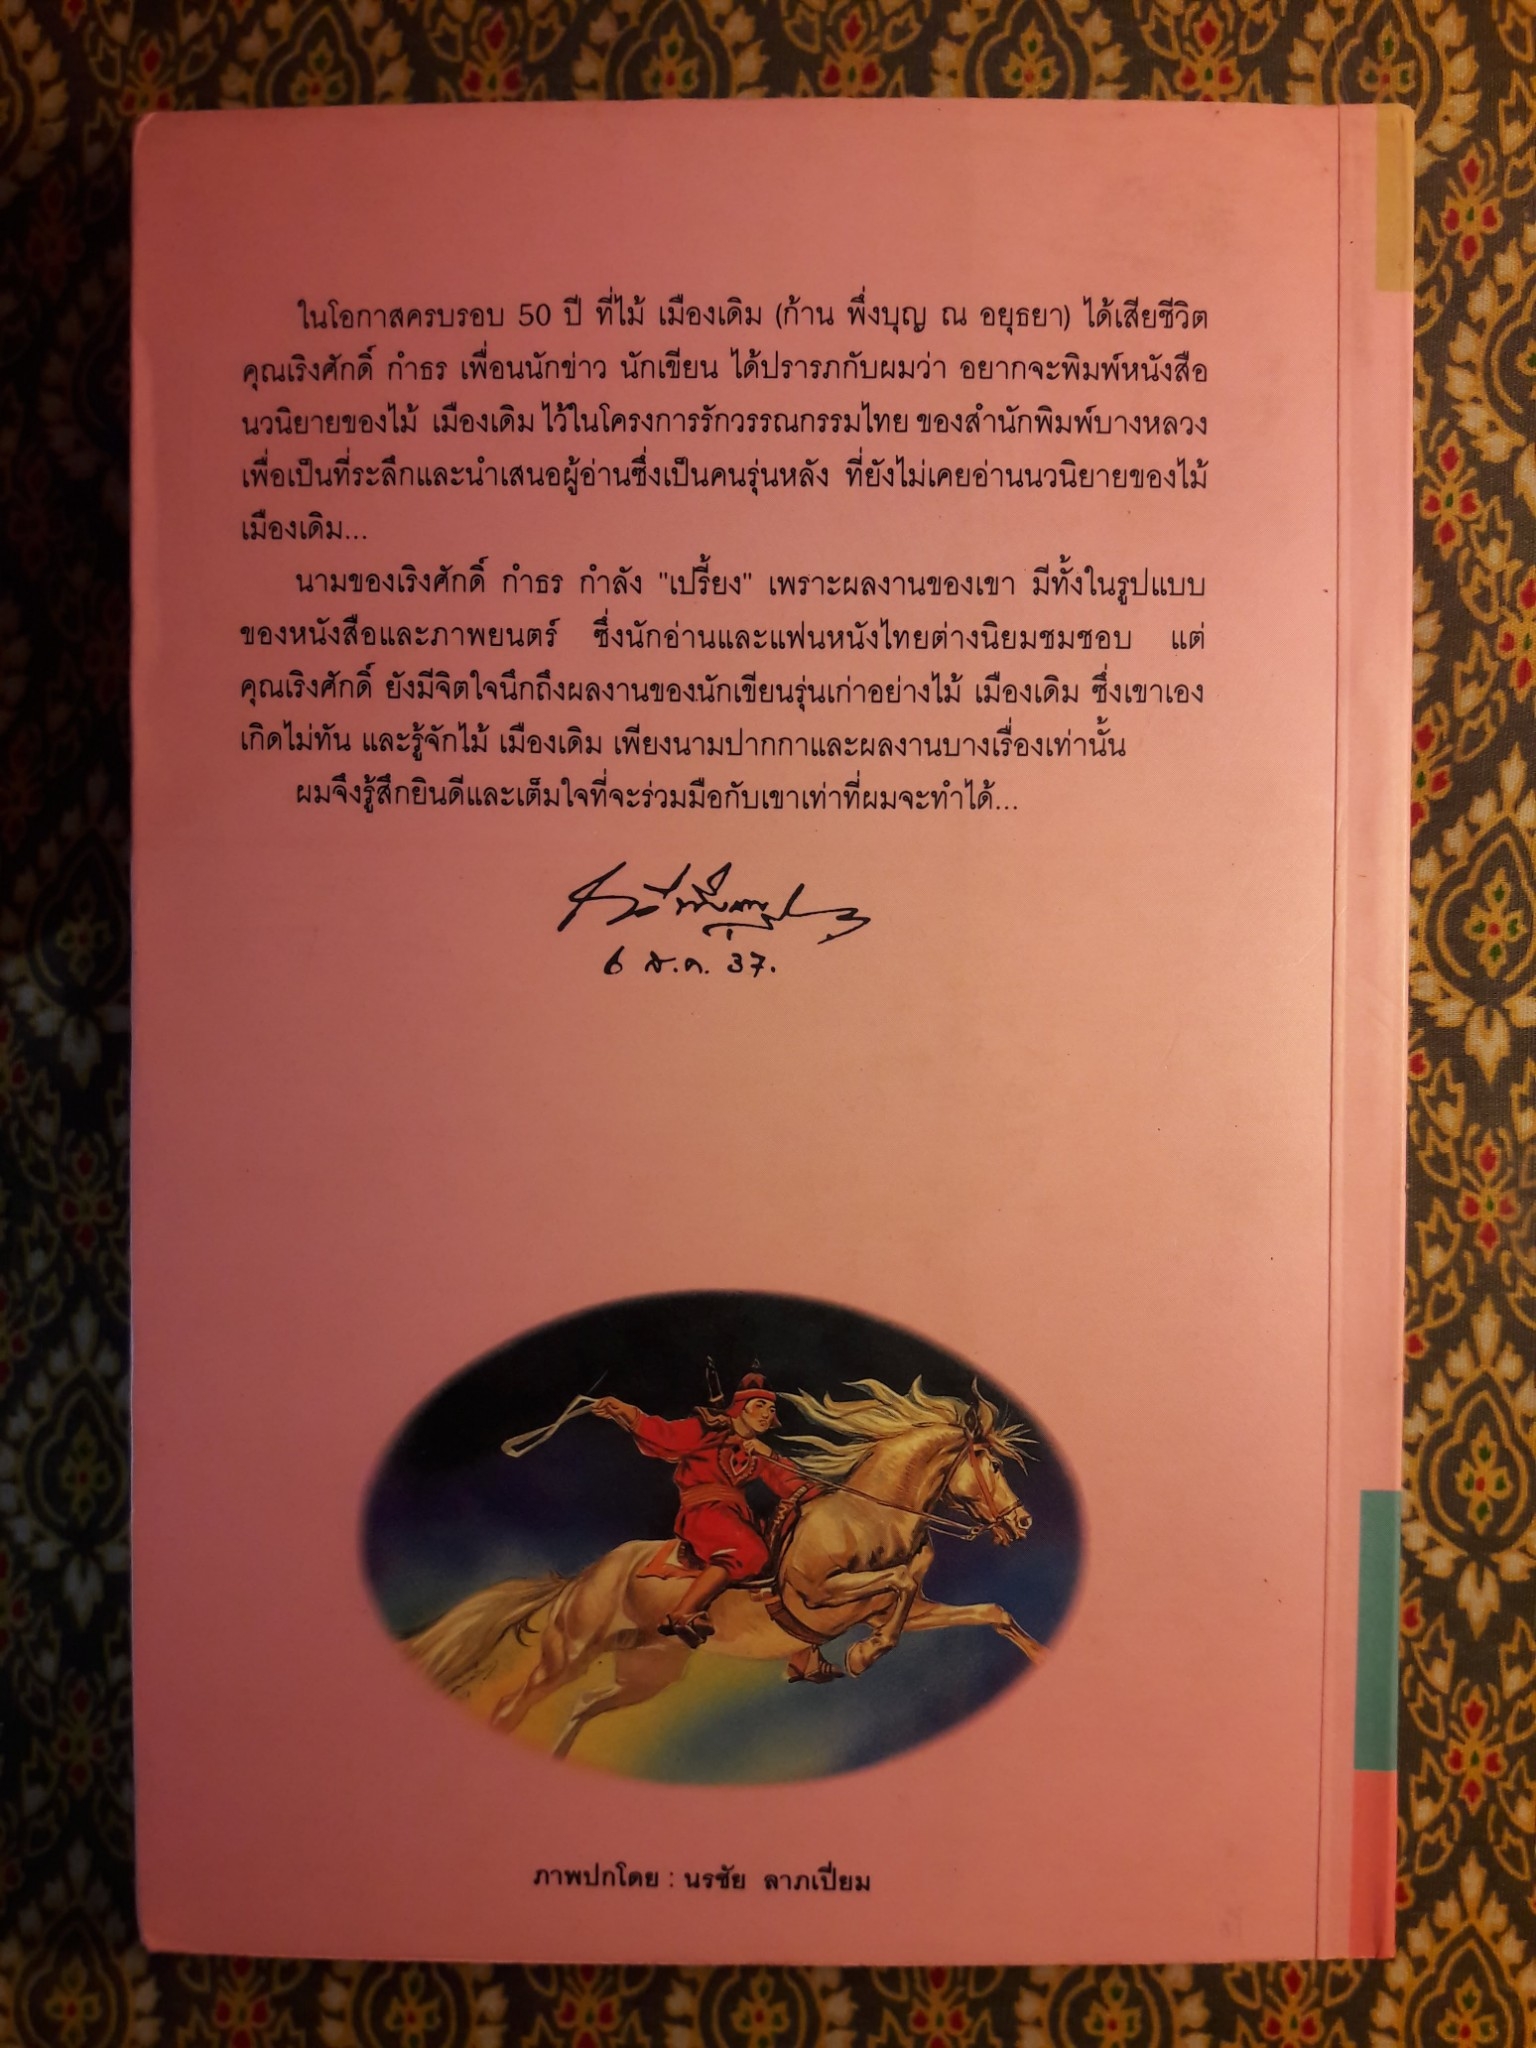 ในโอกาสครบรอบ 50 ปี ที่ไม้ เมืองเดิม (ก้าน พึ่งบุญ ณ อยุธยา) ได้เสียชีวิต
คุณเริงศักดิ์ กำธร เพื่อนนักข่าว นักเขียน ได้ปรารภกับผมว่า อยากจะพิมพ์หนังสือ
นวนิยายของไม้ เมืองเดิม ไว้ในโครงการรักวรรณกรรมไทย ของสำนักพิมพ์บางหลวง
เพื่อเป็นที่ระลึกและนำเสนอผู้อ่านซึ่งเป็นคนรุ่นหลัง ที่ยังไม่เคยอ่านนวนิยายของไม้
เมืองเดิม...
นามของเริงศักดิ์ กำธร กำลัง "เปรี้ยง" เพราะผลงานของเขา มีทั้งในรูปแบบ
ของหนังสือและภาพยนตร์ ซึ่งนักอ่านและแฟนหนังไทยต่างนิยมชมชอบ แต่
คุณเริงศักดิ์ ยังมีจิตใจนึกถึงผลงานของนักเขียนรุ่นเก่าอย่างไม้ เมืองเดิม ซึ่งเขาเอง
เกิดไม่ทัน และรู้จักไม้ เมืองเดิม เพียงนามปากกาและผลงานบางเรื่องเท่านั้น
ผมจึงรู้สึกยินดีและเต็มใจที่จะร่วมมือกับเขาเท่าที่ผมจะทำได้...
6 ส.ค. 37.
ภาพปกโดย : นรชัย ลาภเปี่ยม